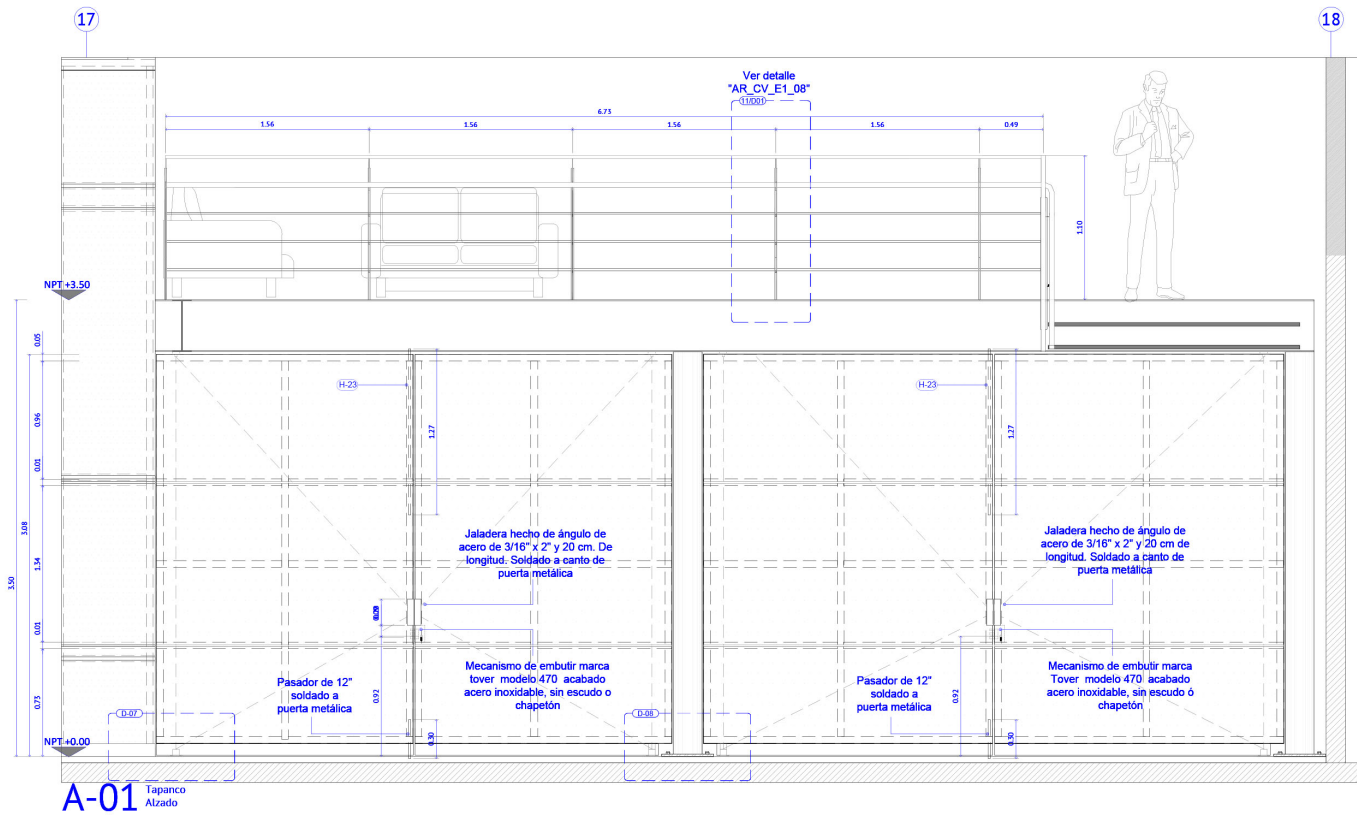 17
18
Ver detalle
"AR_CV_E1_08"
11/D01
6.73
1.56
1.56
1.56
1.56
0.49
1.10
NPT +3.50
0.05
H-23
H-23
0.96
1.27
1.27
0.01
3.08
3.50
1.34
Jaladera hecho de ángulo de
acero de 3/16" x 2" y 20 cm. De
longitud. Soldado a canto de
puerta metálica
Jaladera hecho de ángulo de
acero de 3/16" x 2" y 20 cm de
longitud. Soldado a canto de
puerta metálica
0.01
Mecanismo de embutir marca
tover modelo 470 acabado
acero inoxidable, sin escudo o
chapetón
Mecanismo de embutir marca
Tover modelo 470 acabado
acero inoxidable, sin escudo ó
chapetón
Pasador de 12"
soldado a
puerta metálica
Pasador de 12"
soldado a
puerta metálica
0.92
0.92
0.73
D-07
D-08
0.30
0.30
NPT +0.00
A-01
Tapanco
Alzado